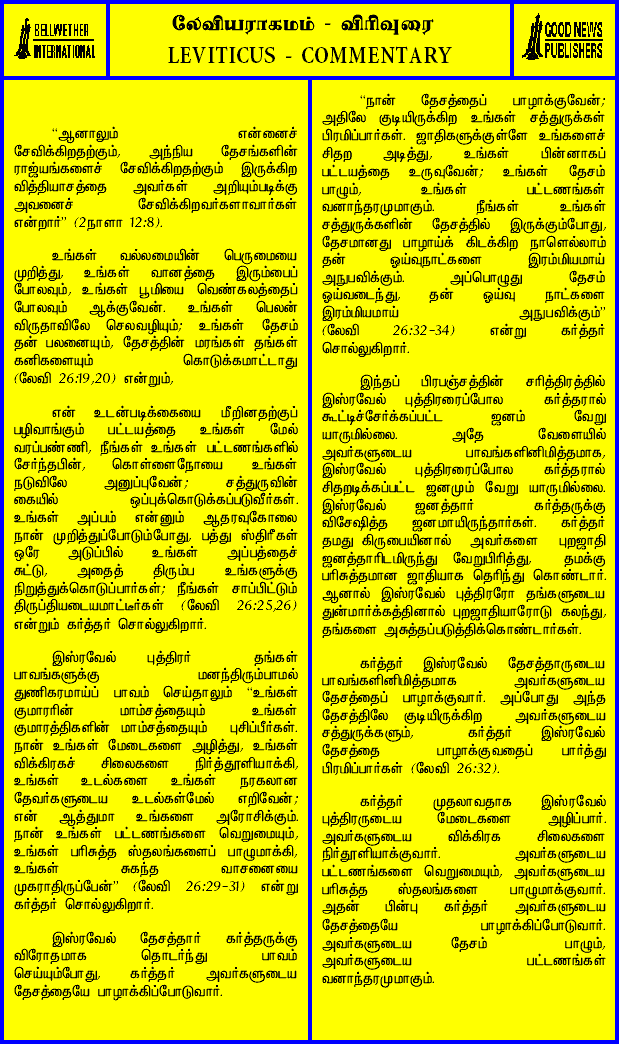 BELLWETHER
INTERNATIONAL
லேவியராகமம் - விரிவுரை
LEVITICUS - COMMENTARY
GOOD NEWS
PUBLISHERS
"ஆனாலும் என்னைச்
சேவிக்கிறதற்கும், அந்நிய தேசங்களின்
ராஜ்யங்களைச் சேவிக்கிறதற்கும் இருக்கிற
வித்தியாசத்தை அவர்கள் அறியும்படிக்கு
அவனைச் சேவிக்கிறவர்களாவார்கள்
என்றார்" (2நாளா 12:8).
உங்கள் வல்லமையின் பெருமையை
முறித்து, உங்கள் வானத்தை இரும்பைப்
போலவும், உங்கள் பூமியை வெண்கலத்தைப்
போலவும் ஆக்குவேன். உங்கள் பெலன்
விருதாவிலே செலவழியும்; உங்கள் தேசம்
தன் பலனையும், தேசத்தின் மரங்கள் தங்கள்
கனிகளையும் கொடுக்கமாட்டாது
(லேவி 26:19,20) என்றும்,
என் உடன்படிக்கையை மீறினதற்குப்
பழிவாங்கும் பட்டயத்தை உங்கள் மேல்
வரப்பண்ணி, நீங்கள் உங்கள் பட்டணங்களில்
சேர்ந்தபின், கொள்ளைநோயை உங்கள்
நடுவிலே அனுப்புவேன்; சத்துருவின்
கையில் ஒப்புக்கொடுக்கப்படுவீர்கள்.
உங்கள் அப்பம் என்னும் ஆதரவுகோலை
நான் முறித்துப்போடும்போது, பத்து ஸ்திரீகள்
ஒரே அடுப்பில் உங்கள் அப்பத்தைச்
சுட்டு, அதைத் திரும்ப உங்களுக்கு
நிறுத்துக்கொடுப்பார்கள்; நீங்கள் சாப்பிட்டும்
திருப்தியடையமாட்டீர்கள் (லேவி 26:25,26)
என்றும் கர்த்தர் சொல்லுகிறார்.
இஸ்ரவேல் புத்திரர் தங்கள்
பாவங்களுக்கு மனந்திரும்பாமல்
துணிகரமாய்ப் பாவம் செய்தாலும் "உங்கள்
குமாரரின் மாம்சத்தையும் உங்கள்
குமாரத்திகளின் மாம்சத்தையும் புசிப்பீர்கள்.
நான் உங்கள் மேடைகளை அழித்து, உங்கள்
விக்கிரகச் சிலைகளை நிர்த்தூளியாக்கி,
உங்கள் உடல்களை உங்கள் நரகலான
தேவர்களுடைய உடல்கள்மேல் எறிவேன்;
என் ஆத்துமா உங்களை அரோசிக்கும்.
நான் உங்கள் பட்டணங்களை வெறுமையும்,
உங்கள் பரிசுத்த ஸ்தலங்களைப் பாழுமாக்கி,
உங்கள் சுகந்த வாசனையை
முகராதிருப்பேன்" (லேவி 26:29-31) என்று
கர்த்தர் சொல்லுகிறார்.
இஸ்ரவேல் தேசத்தார் கர்த்தருக்கு
விரோதமாக தொடர்ந்து பாவம்
செய்யும்போது, கர்த்தர் அவர்களுடைய
தேசத்தையே பாழாக்கிப்போடுவார்.
"நான் தேசத்தைப் பாழாக்குவேன்;
அதிலே குடியிருக்கிற உங்கள் சத்துருக்கள்
பிரமிப்பார்கள். ஜாதிகளுக்குள்ளே உங்களைச்
சிதற அடித்து, உங்கள் பின்னாகப்
பட்டயத்தை உருவுவேன்; உங்கள் தேசம்
பாழும், உங்கள் பட்டணங்கள்
வனாந்தரமுமாகும். நீங்கள் உங்கள்
சத்துருக்களின் தேசத்தில் இருக்கும்போது,
தேசமானது பாழாய்க் கிடக்கிற நாளெல்லாம்
தன் ஓய்வுநாட்களை இரம்மியமாய்
அநுபவிக்கும். அப்பொழுது தேசம்
ஓய்வடைந்து, தன் ஓய்வு நாட்களை
இரம்மியமாய் அநுபவிக்கும்"
(லேவி 26:32-34) என்று கர்த்தர்
சொல்லுகிறார்.
இந்தப் பிரபஞ்சத்தின் சரித்திரத்தில்
இஸ்ரவேல் புத்திரரைப்போல கர்த்தரால்
கூட்டிச்சேர்க்கப்பட்ட ஜனம் வேறு
யாருமில்லை. அதே வேளையில்
அவர்களுடைய பாவங்களினிமித்தமாக,
இஸ்ரவேல் புத்திரரைப்போல கர்த்தரால்
சிதறடிக்கப்பட்ட ஜனமும் வேறு யாருமில்லை.
இஸ்ரவேல் ஜனத்தார் கர்த்தருக்கு
விசேஷித்த ஜனமாயிருந்தார்கள். கர்த்தர்
தமது கிருபையினால் அவர்களை புறஜாதி
ஜனத்தாரிடமிருந்து வேறுபிரித்து, தமக்கு
பரிசுத்தமான ஜாதியாக தெரிந்து கொண்டார்.
ஆனால் இஸ்ரவேல் புத்திரரோ தங்களுடைய
துன்மார்க்கத்தினால் புறஜாதியாரோடு கலந்து,
தங்களை அசுத்தப்படுத்திக்கொண்டார்கள்.
கர்த்தர் இஸ்ரவேல் தேசத்தாருடைய
பாவங்களினிமித்தமாக அவர்களுடைய
தேசத்தைப் பாழாக்குவார். அப்போது அந்த
தேசத்திலே குடியிருக்கிற அவர்களுடைய
சத்துருக்களும், கர்த்தர் இஸ்ரவேல்
தேசத்தை பாழாக்குவதைப் பார்த்து
பிரமிப்பார்கள் (லேவி 26:32).
கர்த்தர் முதலாவதாக இஸ்ரவேல்
புத்திரருடைய மேடைகளை அழிப்பார்.
அவர்களுடைய விக்கிரக சிலைகளை
நிர்தூளியாக்குவார். அவர்களுடைய
பட்டணங்களை வெறுமையும், அவர்களுடைய
பரிசுத்த ஸ்தலங்களை பாழுமாக்குவார்.
அதன் பின்பு கர்த்தர் அவர்களுடைய
தேசத்தையே பாழாக்கிப்போடுவார்.
அவர்களுடைய தேசம் பாழும்,
அவர்களுடைய பட்டணங்கள்
வனாந்தரமுமாகும்.